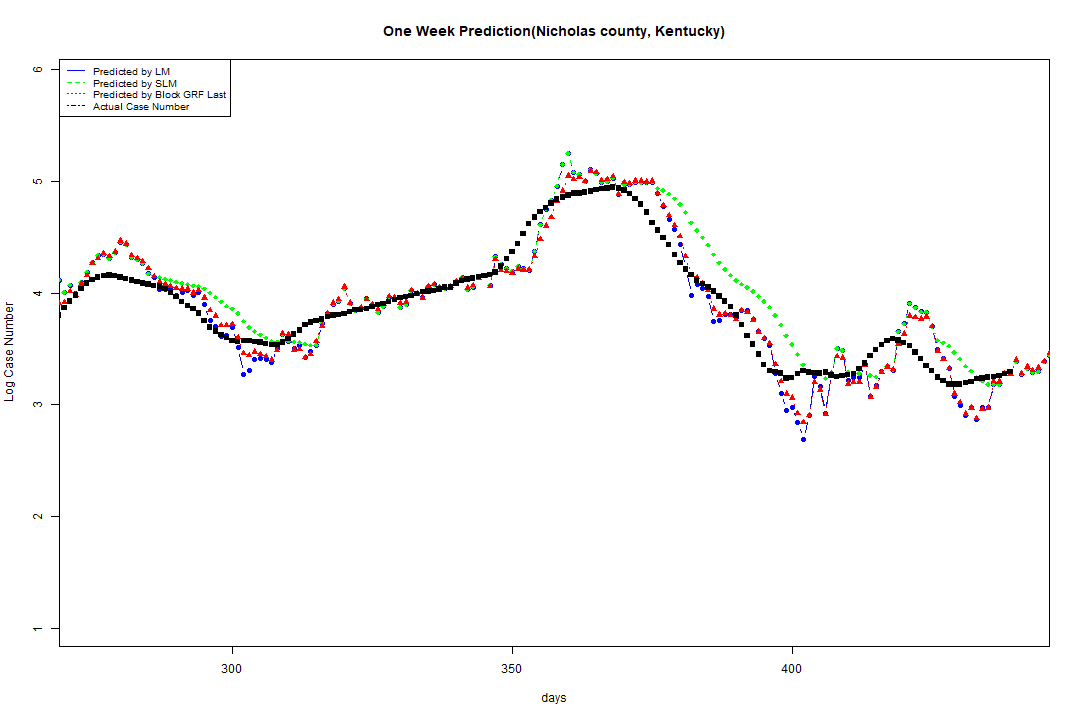 One Week Prediction(Nicholas county, Kentucky)
Predicted by LM
Predicted by SLM
Predicted by Block GRF Last
Actual Case Number
Log Case Number
6
5
4
3
2
1
300 350 400
days